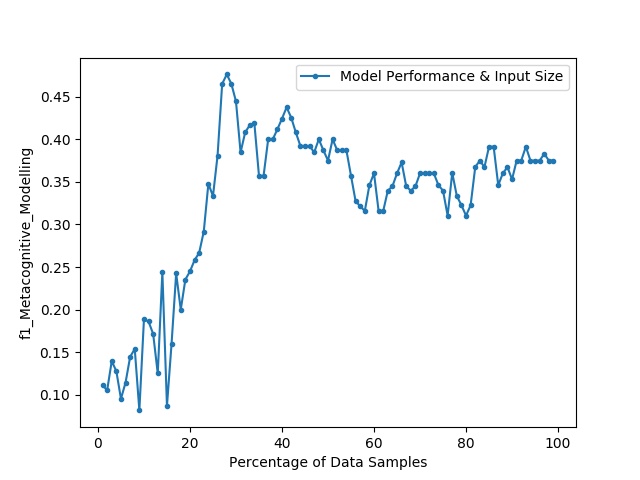 Model Performance & Input Size
0.45
0.40
0.35
0.30
0.25
0.20
0.15
0.10
f1_Metacognitive_Modelling
0 20 40 60 80 100
Percentage of Data Samples